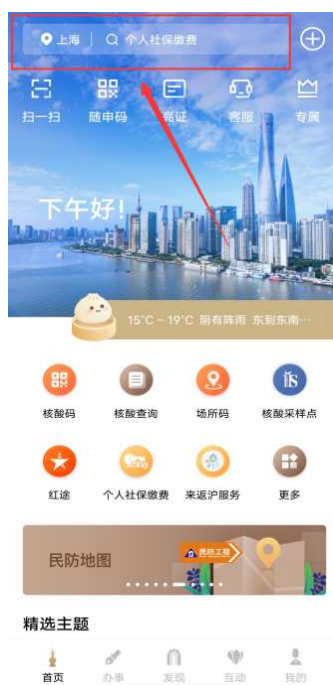 上海 个人社保缴费
扫一扫 随申码 亮证 客服 专属
下午好!
15°C ~ 19°C 阴有阵雨 东到东南…
核酸码 核酸查询 场所码 核酸采样点
红途 个人社保缴费 来返沪服务 更多
民防地图 民防工程
精选主题
首页 办事 发现 互动 我的